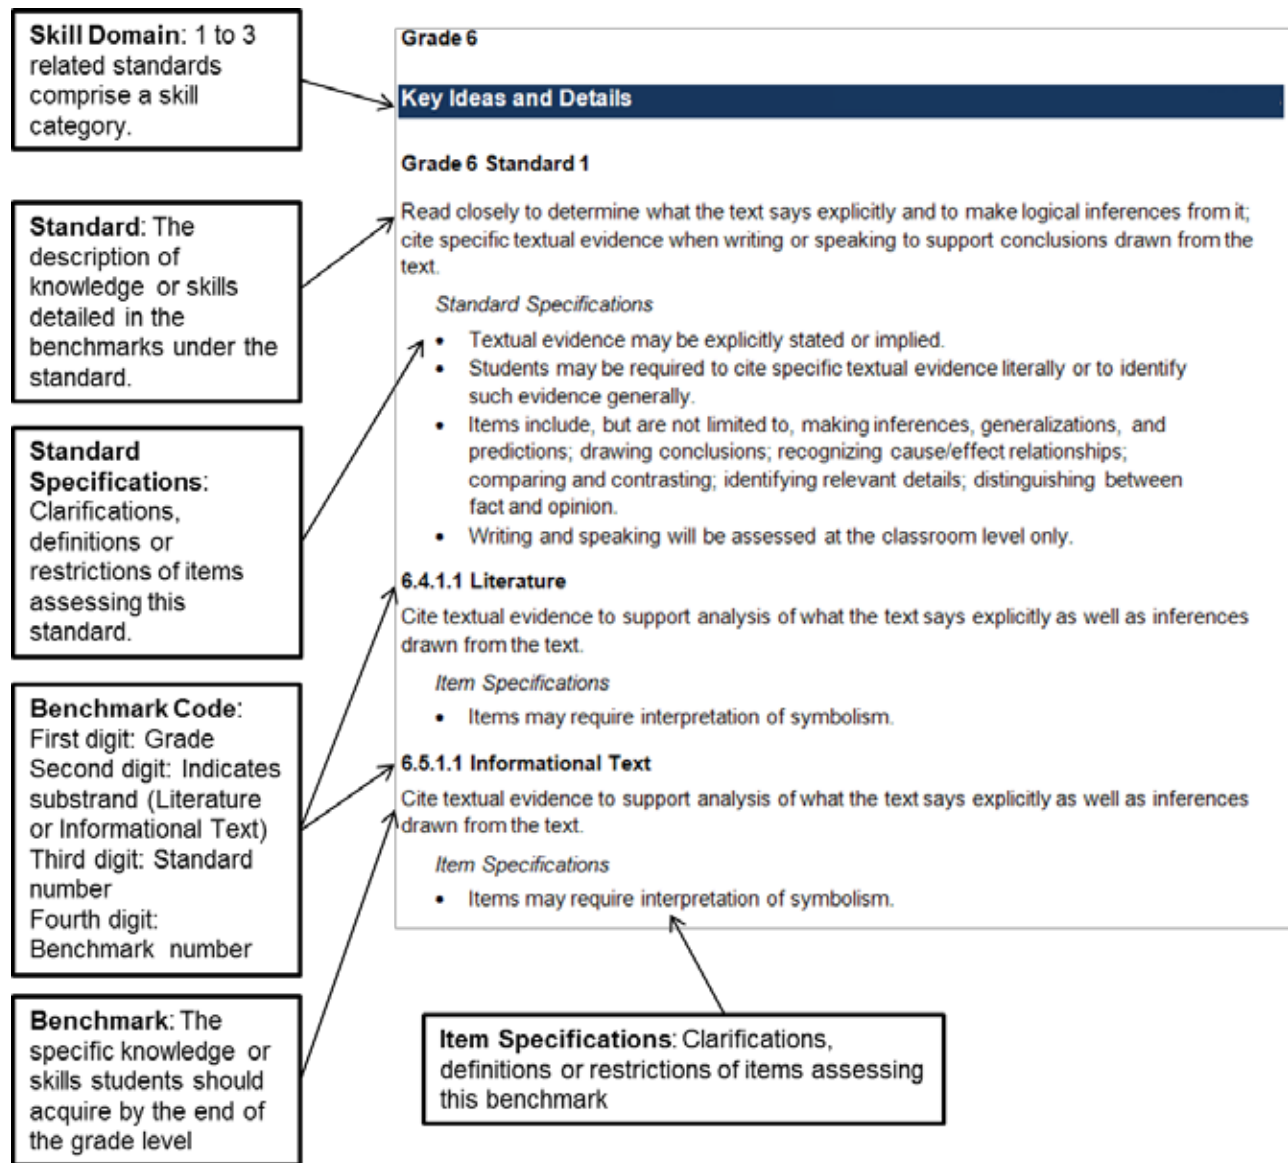 Skill Domain: 1 to 3
related standards
comprise a skill
category.
Standard: The
description of
knowledge or skills
detailed in the
benchmarks under the
standard.
Standard
Specifications:
Clarifications,
definitions or
restrictions of items
assessing this
standard.
Benchmark Code:
First digit: Grade
Second digit: Indicates
substrand (Literature
or Informational Text)
Third digit: Standard
number
Fourth digit:
Benchmark number
Benchmark: The
specific knowledge or
skills students should
acquire by the end of
the grade level
Grade 6
Key Ideas and Details
Grade 6 Standard 1
Read closely to determine what the text says explicitly and to make logical inferences from it;
cite specific textual evidence when writing or speaking to support conclusions drawn from the
text.
Standard Specifications
• Textual evidence may be explicitly stated or implied.
• Students may be required to cite specific textual evidence literally or to identify
such evidence generally.
• Items include, but are not limited to, making inferences, generalizations, and
predictions; drawing conclusions; recognizing cause/effect relationships;
comparing and contrasting; identifying relevant details; distinguishing between
fact and opinion.
• Writing and speaking will be assessed at the classroom level only.
6.4.1.1 Literature
Cite textual evidence to support analysis of what the text says explicitly as well as inferences
drawn from the text.
Item Specifications
• Items may require interpretation of symbolism.
6.5.1.1 Informational Text
Cite textual evidence to support analysis of what the text says explicitly as well as inferences
drawn from the text.
Item Specifications
• Items may require interpretation of symbolism.
Item Specifications: Clarifications,
definitions or restrictions of items assessing
this benchmark